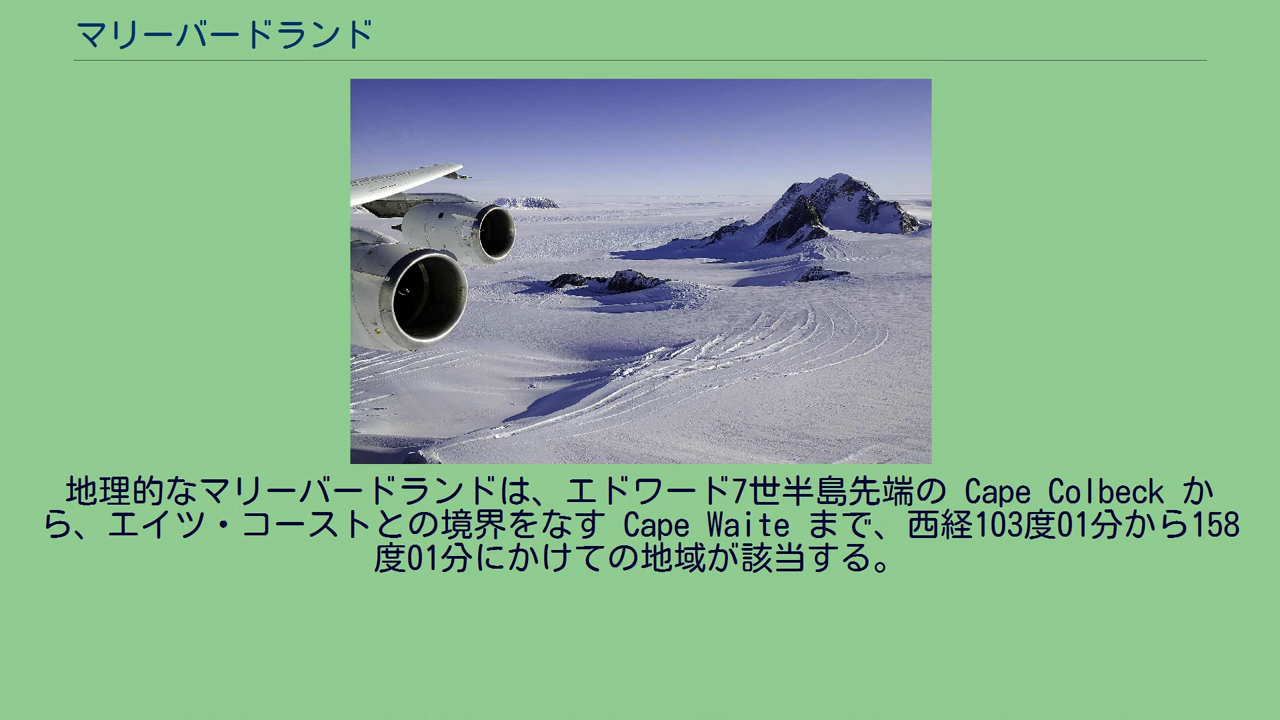 マリーバードランド
地理的なマリーバードランドは、エドワード7世半島先端の Cape Colbeck か
ら、エイツ・コーストとの境界をなす Cape Waite まで、西経103度01分から158
度01分にかけての地域が該当する。